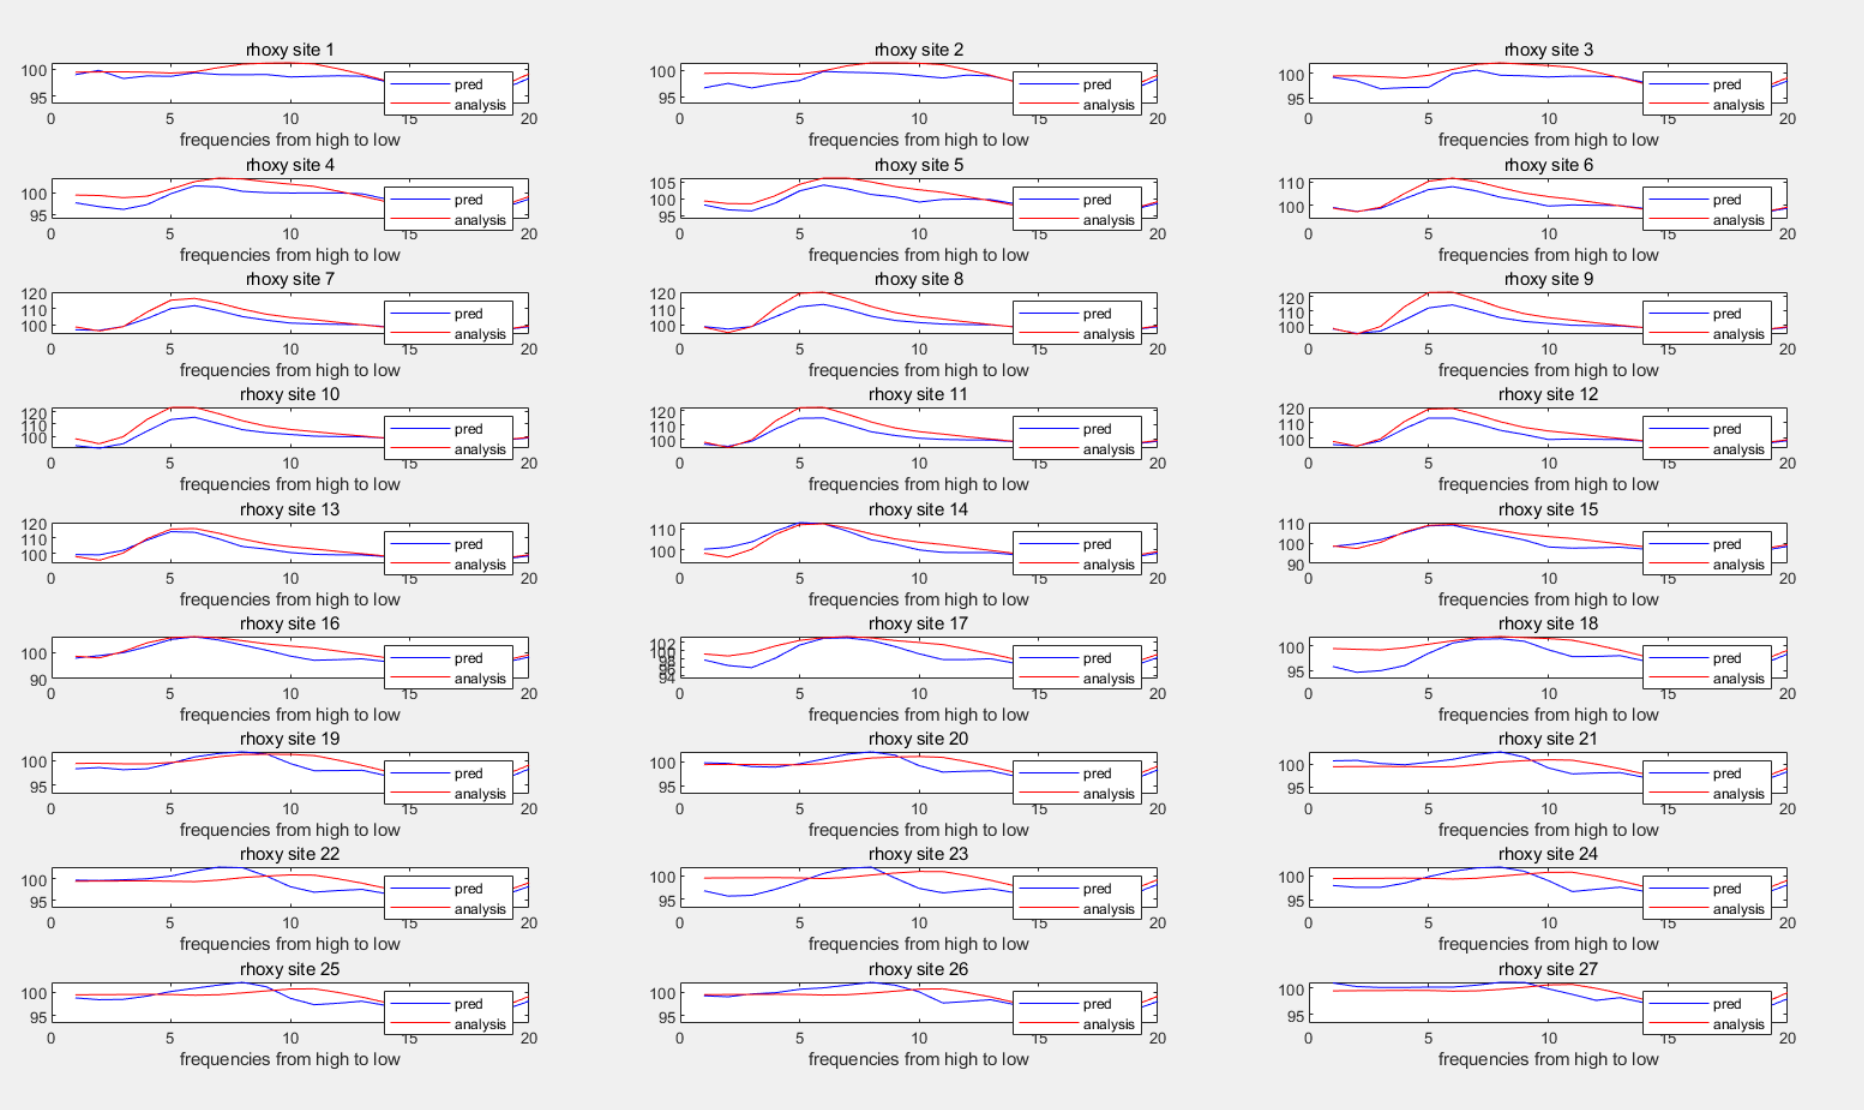 rhoxy site 1
100
95
pred
analysis
0 5 10 15 20
frequencies from high to low
rhoxy site 2
100
95
pred
analysis
0 5 10 15 20
frequencies from high to low
rhoxy site 3
100
95
pred
analysis
0 5 10 15 20
frequencies from high to low
rhoxy site 4
100
95
pred
analysis
0 5 10 15 20
frequencies from high to low
rhoxy site 5
105
100
95
pred
analysis
0 5 10 15 20
frequencies from high to low
rhoxy site 6
110
100
pred
analysis
0 5 10 15 20
frequencies from high to low
rhoxy site 7
120
110
100
pred
analysis
0 5 10 15 20
frequencies from high to low
rhoxy site 8
120
110
100
pred
analysis
0 5 10 15 20
frequencies from high to low
rhoxy site 9
120
110
100
pred
analysis
0 5 10 15 20
frequencies from high to low
rhoxy site 10
120
110
100
pred
analysis
0 5 10 15 20
frequencies from high to low
rhoxy site 11
120
110
100
pred
analysis
0 5 10 15 20
frequencies from high to low
rhoxy site 12
120
110
100
pred
analysis
0 5 10 15 20
frequencies from high to low
rhoxy site 13
120
110
100
pred
analysis
0 5 10 15 20
frequencies from high to low
rhoxy site 14
110
100
pred
analysis
0 5 10 15 20
frequencies from high to low
rhoxy site 15
110
100
90
pred
analysis
0 5 10 15 20
frequencies from high to low
rhoxy site 16
100
90
pred
analysis
0 5 10 15 20
frequencies from high to low
rhoxy site 17
102
100
98
96
94
pred
analysis
0 5 10 15 20
frequencies from high to low
rhoxy site 18
100
95
pred
analysis
0 5 10 15 20
frequencies from high to low
rhoxy site 19
100
95
pred
analysis
0 5 10 15 20
frequencies from high to low
rhoxy site 20
100
95
pred
analysis
0 5 10 15 20
frequencies from high to low
rhoxy site 21
100
95
pred
analysis
0 5 10 15 20
frequencies from high to low
rhoxy site 22
100
95
pred
analysis
0 5 10 15 20
frequencies from high to low
rhoxy site 23
100
95
pred
analysis
0 5 10 15 20
frequencies from high to low
rhoxy site 24
100
95
pred
analysis
0 5 10 15 20
frequencies from high to low
rhoxy site 25
100
95
pred
analysis
0 5 10 15 20
frequencies from high to low
rhoxy site 26
100
95
pred
analysis
0 5 10 15 20
frequencies from high to low
rhoxy site 27
100
95
pred
analysis
0 5 10 15 20
frequencies from high to low